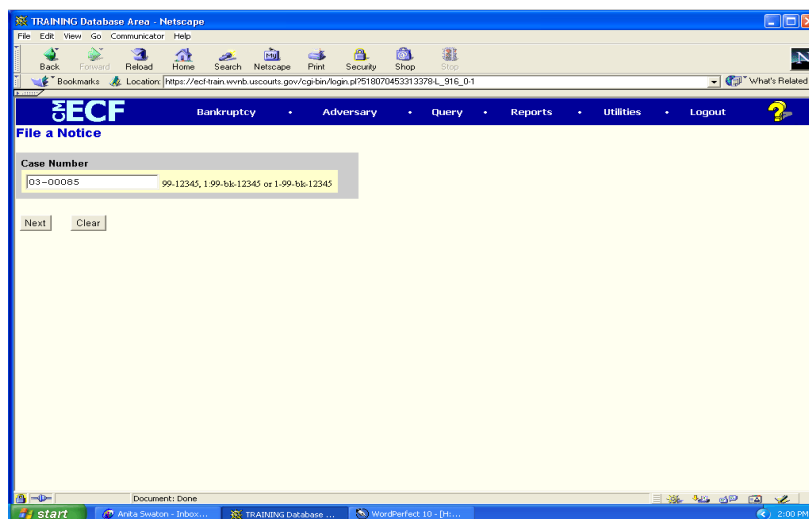 TRAINING Database Area - Netscape
File Edit View Go Communicator Help
Back Forward Reload Home Search Netscape Print Security Shop Stop
Bookmarks Location: https://ecf-train.wvnb.uscourts.gov/cgi-bin/login.pl?518070453313378-L_916_0-1 What's Related
CM ECF Bankruptcy • Adversary • Query • Reports • Utilities • Logout ?
File a Notice
Case Number
03-00085 99-12345, 1:99-bk-12345 or 1-99-bk-12345
Next Clear
Document: Done
start Anita Swaton - Inbox... TRAINING Database ... WordPerfect 10 - [H:... 2:00 PM